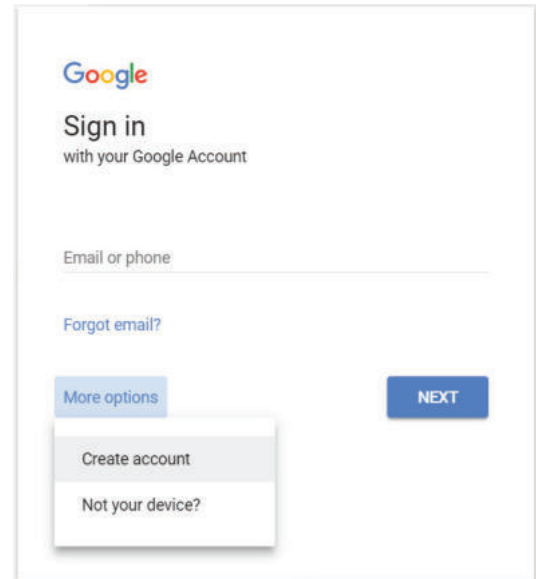 Google
Sign in
with your Google Account
Email or phone
Forgot email?
More options
NEXT
Create account
Not your device?